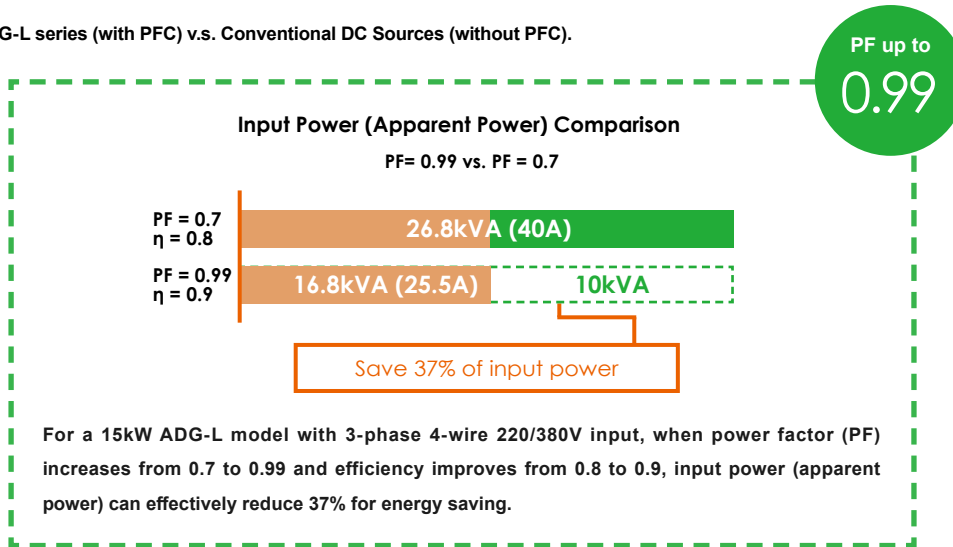 G-L series (with PFC) v.s. Conventional DC Sources (without PFC).
PF up to
0.99
Input Power (Apparent Power) Comparison
PF= 0.99 vs. PF = 0.7
PF = 0.7
η = 0.8
26.8kVA (40A)
PF = 0.99
η = 0.9
16.8kVA (25.5A)
10kVA
Save 37% of input power
For a 15kW ADG-L model with 3-phase 4-wire 220/380V input, when power factor (PF)
increases from 0.7 to 0.99 and efficiency improves from 0.8 to 0.9, input power (apparent
power) can effectively reduce 37% for energy saving.